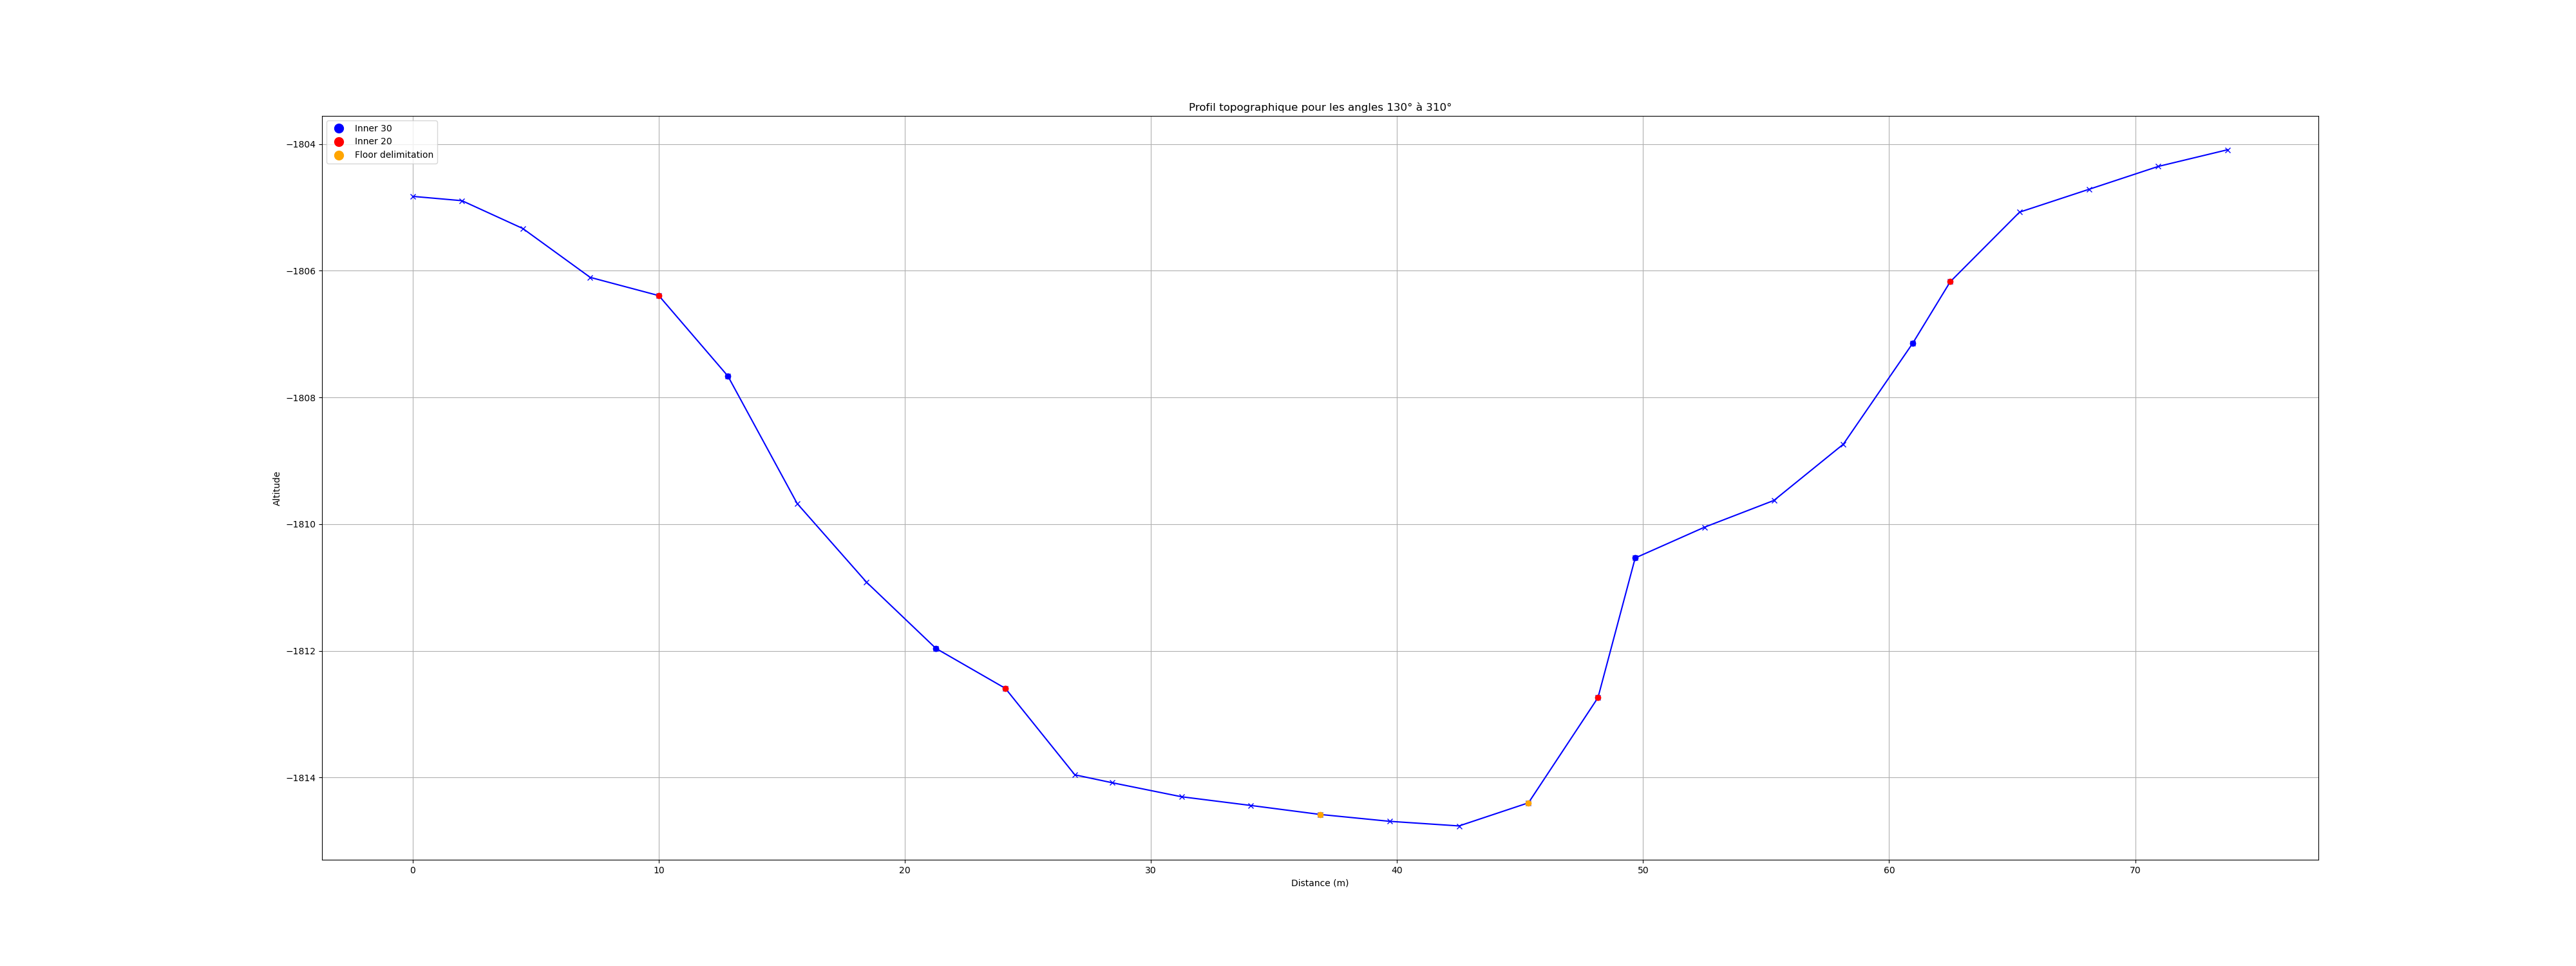 Profil topographique pour les angles 130° à 310°
Inner 30
Inner 20
Floor delimitation
−1804
−1806
−1808
−1810
−1812
−1814
Altitude
0 10 20 30 40 50 60 70
Distance (m)